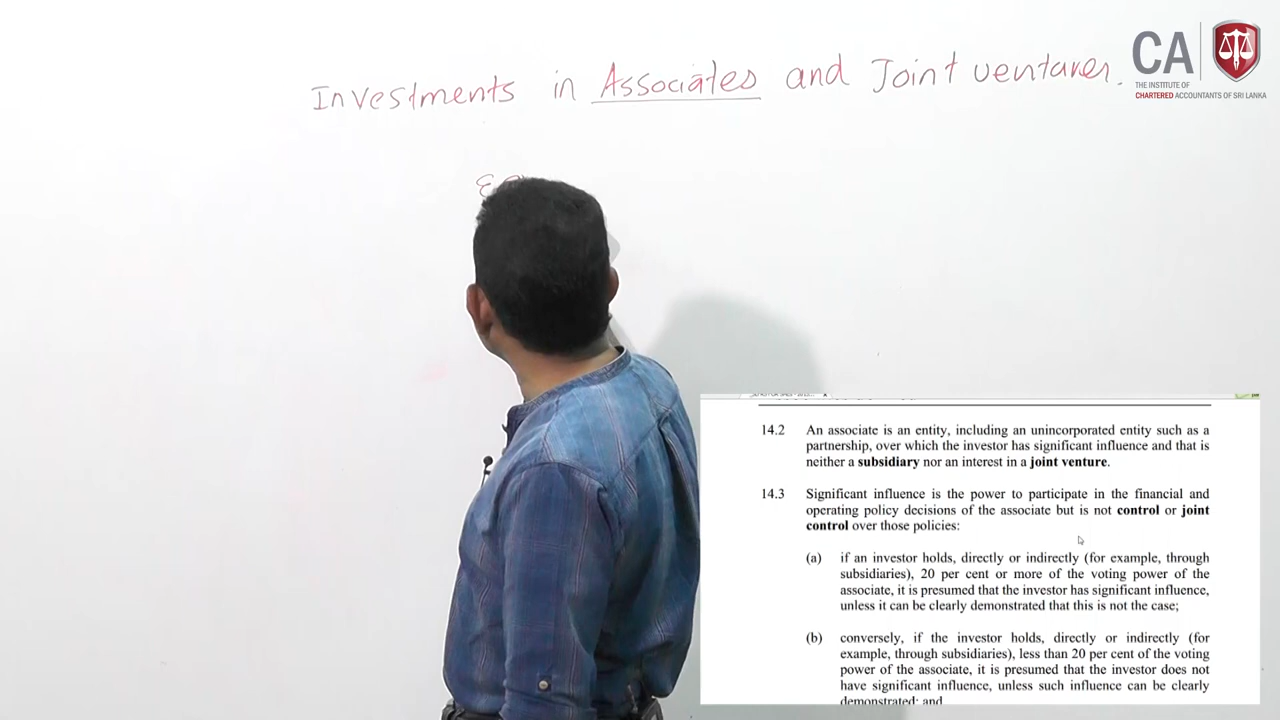 Investments in Associates and Joint ventures.
CA
THE INSTITUTE OF
CHARTERED ACCOUNTANTS OF SRI LANKA
14.2 An associate is an entity, including an unincorporated entity such as a
partnership, over which the investor has significant influence and that is
neither a subsidiary nor an interest in a joint venture.
14.3 Significant influence is the power to participate in the financial and
operating policy decisions of the associate but is not control or joint
control over those policies:
(a) if an investor holds, directly or indirectly (for example, through
subsidiaries), 20 per cent or more of the voting power of the
associate, it is presumed that the investor has significant influence,
unless it can be clearly demonstrated that this is not the case;
(b) conversely, if the investor holds, directly or indirectly (for
example, through subsidiaries), less than 20 per cent of the voting
power of the associate, it is presumed that the investor does not
have significant influence, unless such influence can be clearly
demonstrated; and